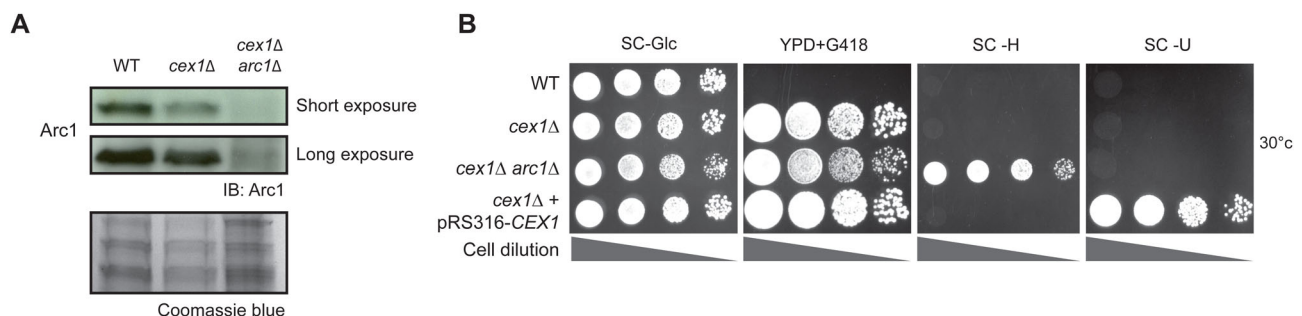 A
WT
cex1Δ
cex1Δ
arc1Δ
Arc1
Short exposure
Long exposure
IB: Arc1
Coomassie blue
B
SC-Glc
YPD+G418
SC -H
SC -U
WT
cex1Δ
cex1Δ arc1Δ
cex1Δ +
pRS316-CEX1
Cell dilution
30°c